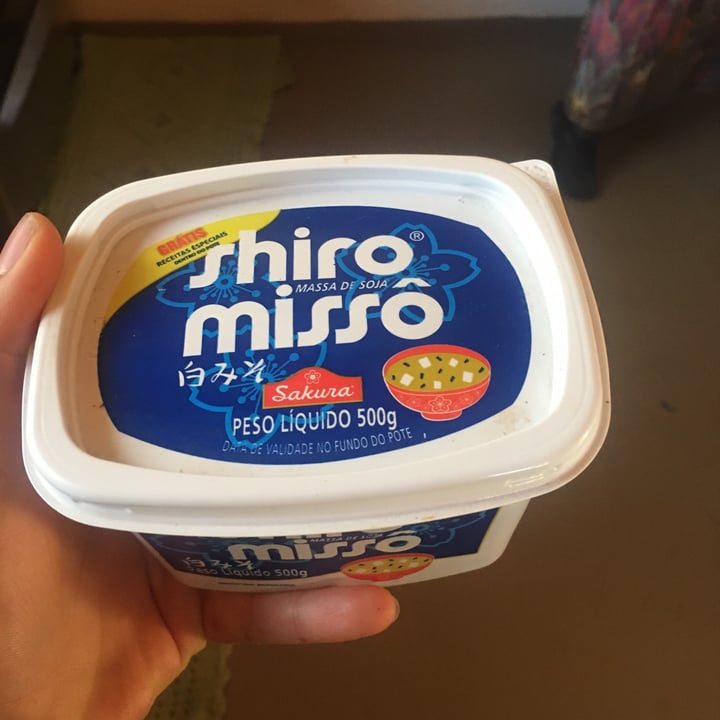 GRÁTIS
RECEITAS ESPECIAIS
DENTRO DO POTE
shiro®
MASSA DE SOJA
missô
白みそ
Sakura®
PESO LÍQUIDO 500g
DATA DE VALIDADE NO FUNDO DO POTE
MASSA DE SOJA
missô
白みそ
Peso Líquido 500g